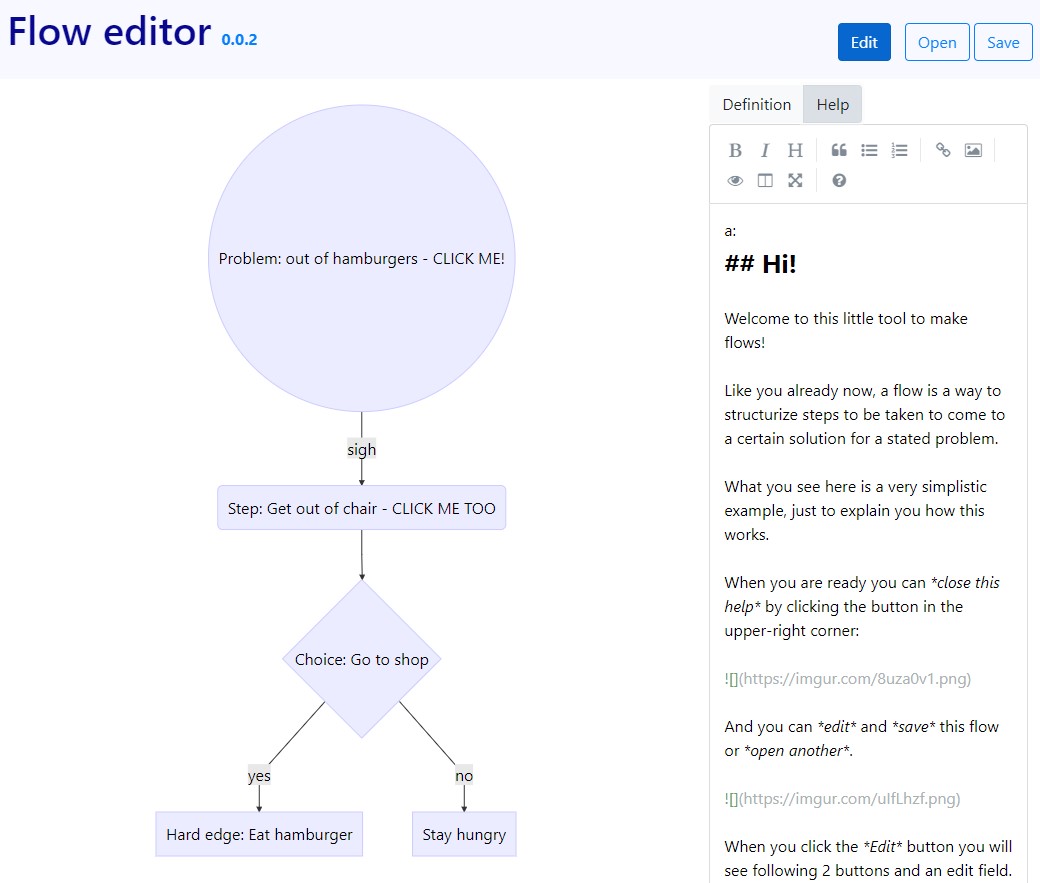 Flow editor 0.0.2
Edit
Open
Save
Problem: out of hamburgers - CLICK ME!
sigh
Step: Get out of chair - CLICK ME TOO
Choice: Go to shop
yes
no
Hard edge: Eat hamburger
Stay hungry
Definition
Help
B I H
a:
## Hi!
Welcome to this little tool to make
flows!
Like you already now, a flow is a way to
structurize steps to be taken to come to
a certain solution for a stated problem.
What you see here is a very simplistic
example, just to explain you how this
works.
When you are ready you can *close this
help* by clicking the button in the
upper-right corner:
![](https://imgur.com/8uza0v1.png)
And you can *edit* and *save* this flow
or *open another*.
![](https://imgur.com/uIfLhzf.png)
When you click the *Edit* button you will
see following 2 buttons and an edit field.